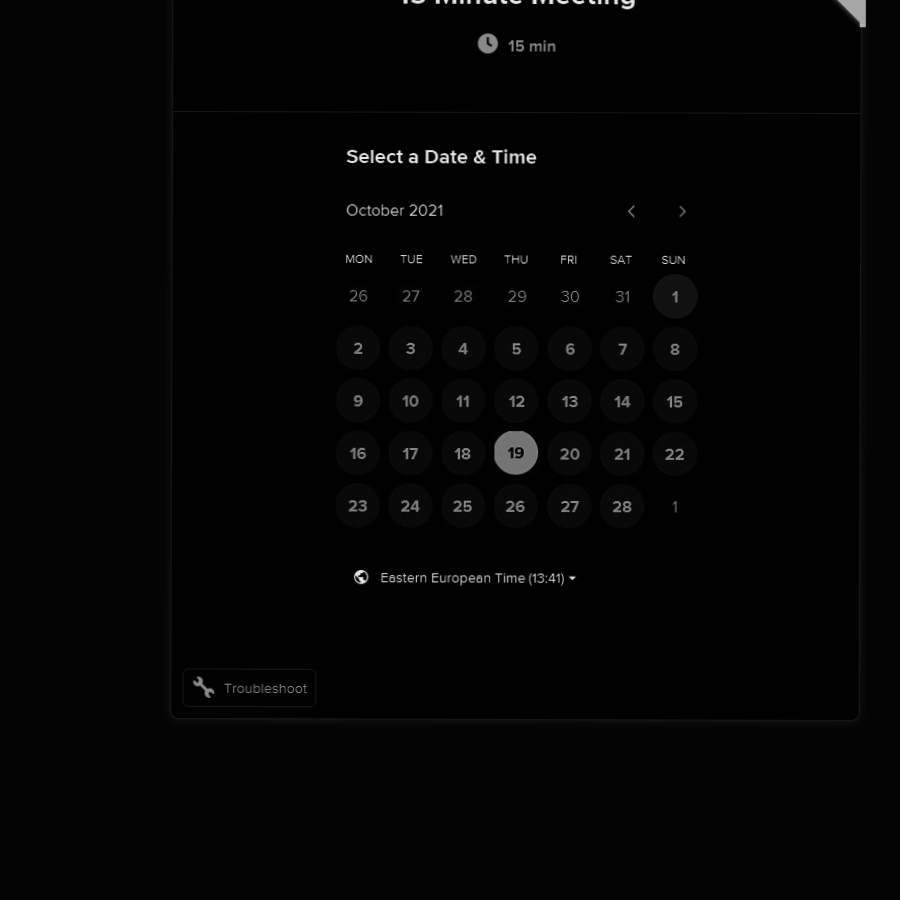 15 Minute Meeting
15 min
Select a Date & Time
October 2021
MON TUE WED THU FRI SAT SUN
26 27 28 29 30 31 1
2 3 4 5 6 7 8
9 10 11 12 13 14 15
16 17 18 19 20 21 22
23 24 25 26 27 28 1
Eastern European Time (13:41)
Troubleshoot